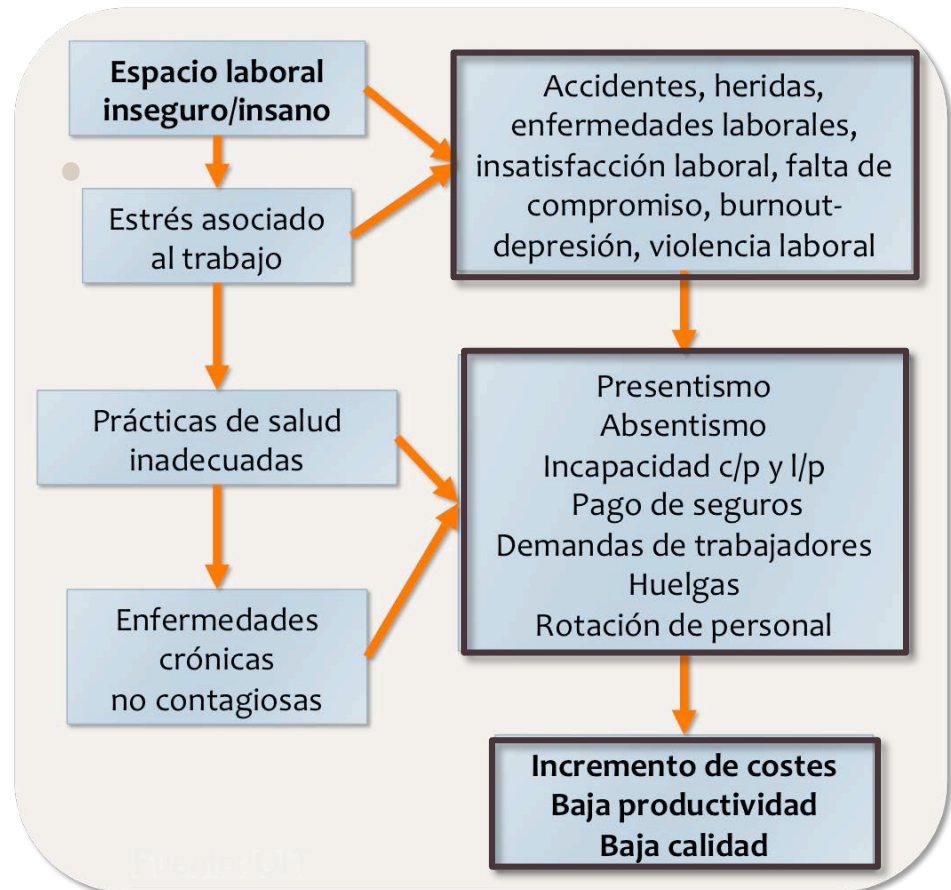 Espacio laboral
inseguro/insano
Estrés asociado
al trabajo
Prácticas de salud
inadecuadas
Enfermedades
crónicas
no contagiosas
Accidentes, heridas,
enfermedades laborales,
insatisfacción laboral, falta de
compromiso, burnout-
depresión, violencia laboral
Presentismo
Absentismo
Incapacidad c/p y l/p
Pago de seguros
Demandas de trabajadores
Huelgas
Rotación de personal
Incremento de costes
Baja productividad
Baja calidad